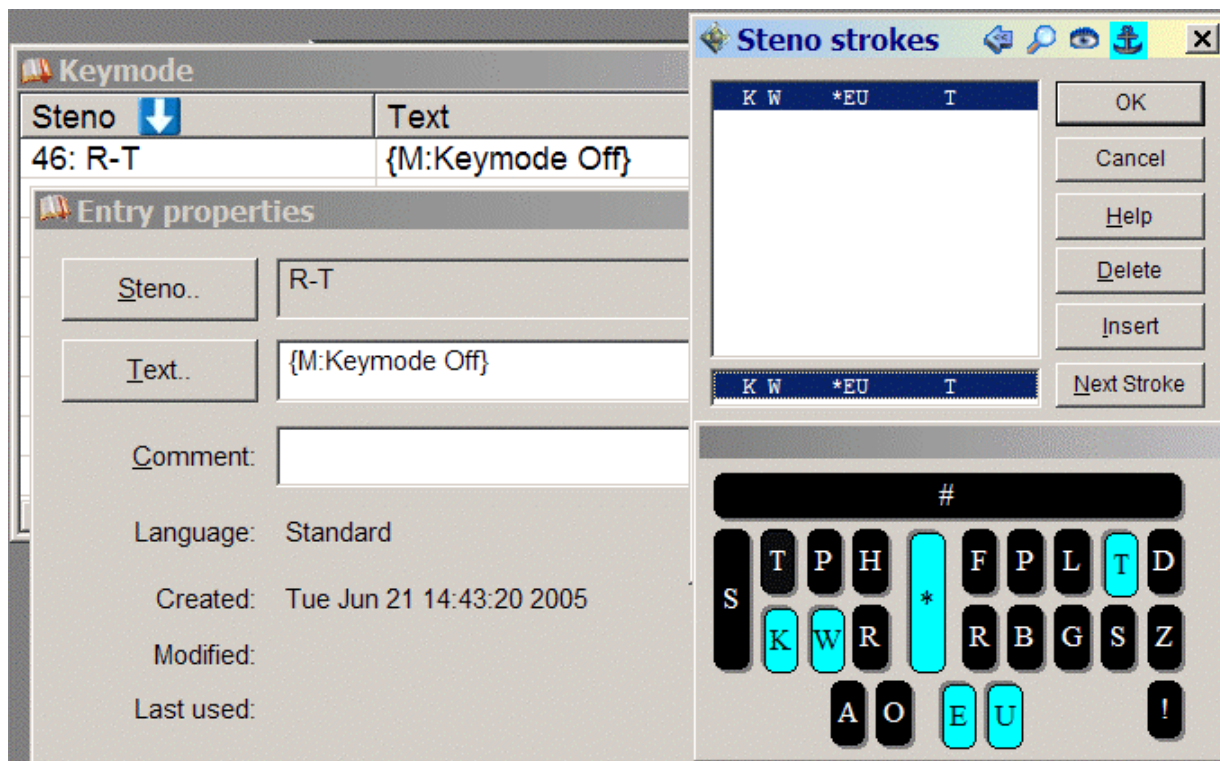 Keymode
Steno Text
46: R-T {M:Keymode Off}
Entry properties
Steno.. R-T
Text.. {M:Keymode Off}
Comment:
Language: Standard
Created: Tue Jun 21 14:43:20 2005
Modified:
Last used:
Steno strokes
K W *EU T
OK
Cancel
Help
Delete
Insert
K W *EU T
Next Stroke
#
S T P H * F P L T D
K W R R B G S Z
A O E U !